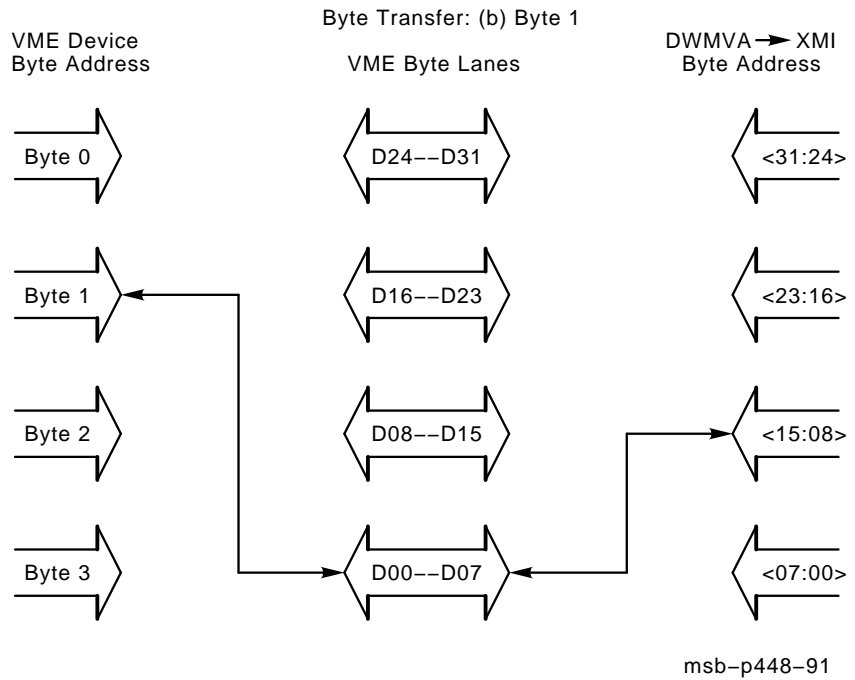 Byte Transfer: (b) Byte 1
VME Device
Byte Address
VME Byte Lanes
DWMVA XMI
Byte Address
Byte 0
D24−−D31
<31:24>
Byte 1
D16−−D23
<23:16>
Byte 2
D08−−D15
<15:08>
Byte 3
D00−−D07
<07:00>
msb−p448−91